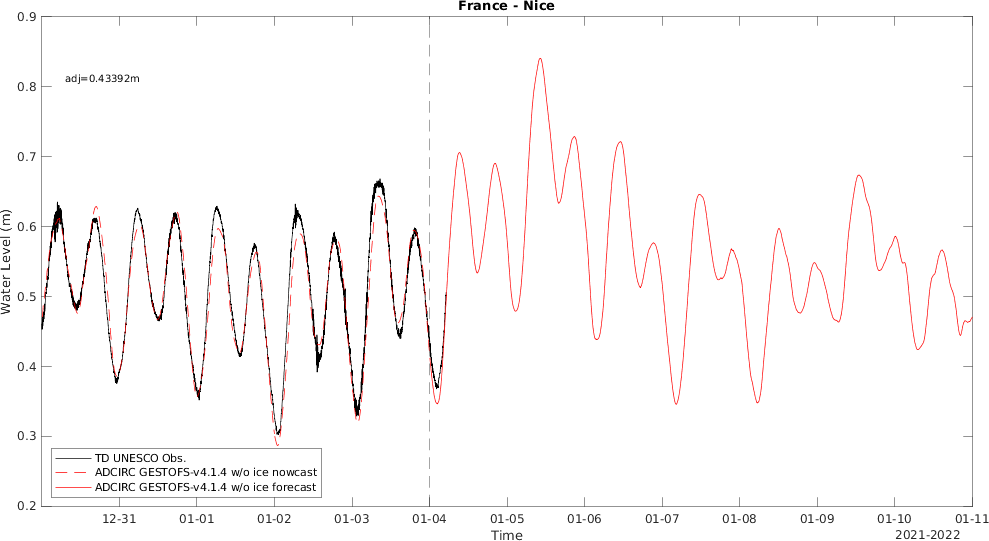 France - Nice
0.9
0.8
0.7
0.6
0.5
0.4
0.3
0.2
Water Level (m)
adj=0.43392m
TD UNESCO Obs.
ADCIRC GESTOFS-v4.1.4 w/o ice nowcast
ADCIRC GESTOFS-v4.1.4 w/o ice forecast
12-31 01-01 01-02 01-03 01-04 01-05 01-06 01-07 01-08 01-09 01-10 01-11
Time
2021-2022